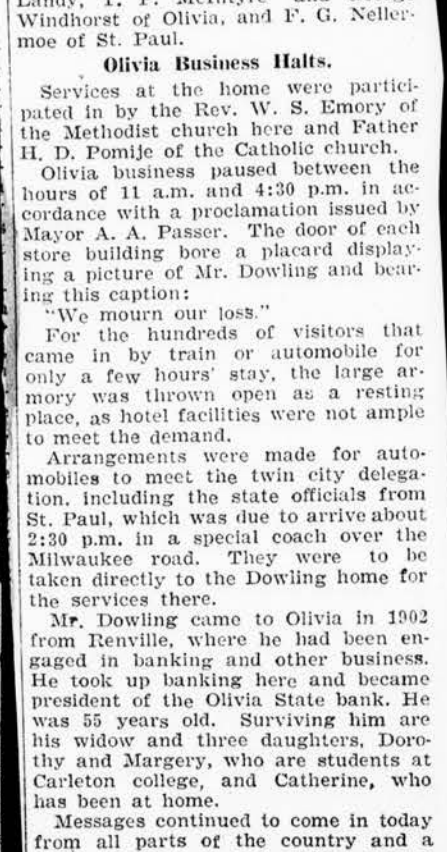 Landy, T. F. McIntyre and
Windhorst of Olivia, and F. G. Neller-
moe of St. Paul.
Olivia Business Halts.
Services at the home were partici-
pated in by the Rev. W. S. Emory of
the Methodist church here and Father
H. D. Pomije of the Catholic church.
Olivia business paused between the
hours of 11 a.m. and 4:30 p.m. in ac-
cordance with a proclamation issued by
Mayor A. A. Passer. The door of each
store building bore a placard display-
ing a picture of Mr. Dowling and bear-
ing this caption:
"We mourn our loss."
For the hundreds of visitors that
came in by train or automobile for
only a few hours' stay, the large ar-
mory was thrown open as a resting
place, as hotel facilities were not ample
to meet the demand.
Arrangements were made for auto-
mobiles to meet the twin city delega-
tion, including the state officials from
St. Paul, which was due to arrive about
2:30 p.m. in a special coach over the
Milwaukee road. They were to be
taken directly to the Dowling home for
the services there.
Mr. Dowling came to Olivia in 1902
from Renville, where he had been en-
gaged in banking and other business.
He took up banking here and became
president of the Olivia State bank. He
was 55 years old. Surviving him are
his widow and three daughters, Doro-
thy and Margery, who are students at
Carleton college, and Catherine, who
has been at home.
Messages continued to come in today
from all parts of the country and a